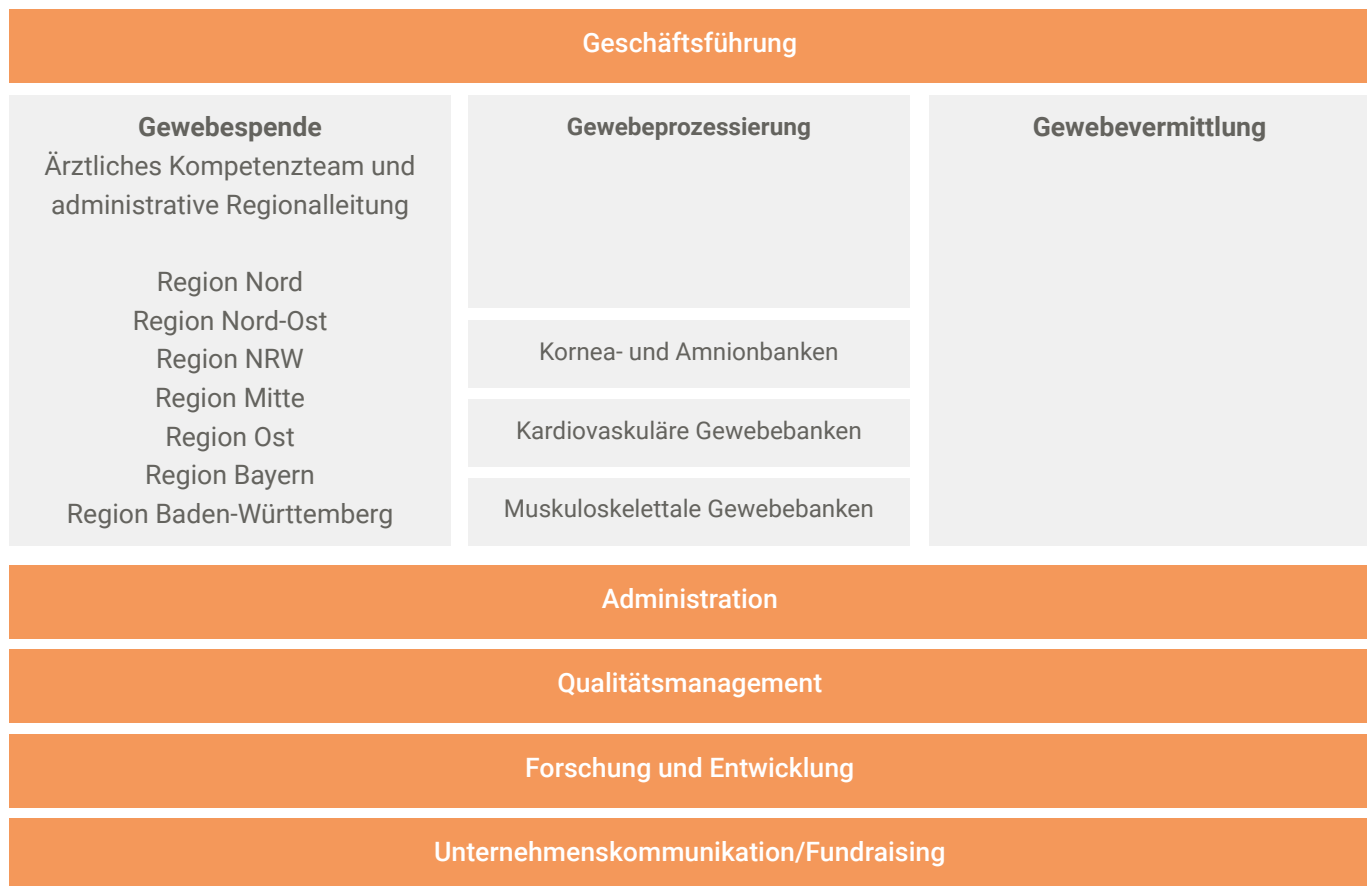 Geschäftsführung
Gewebespende
Ärztliches Kompetenzteam und
administrative Regionalleitung
Region Nord
Region Nord-Ost
Region NRW
Region Mitte
Region Ost
Region Bayern
Region Baden-Württemberg
Gewebeprozessierung
Kornea- und Amnionbanken
Kardiovaskuläre Gewebebanken
Muskuloskelettale Gewebebanken
Gewebevermittlung
Administration
Qualitätsmanagement
Forschung und Entwicklung
Unternehmenskommunikation/Fundraising